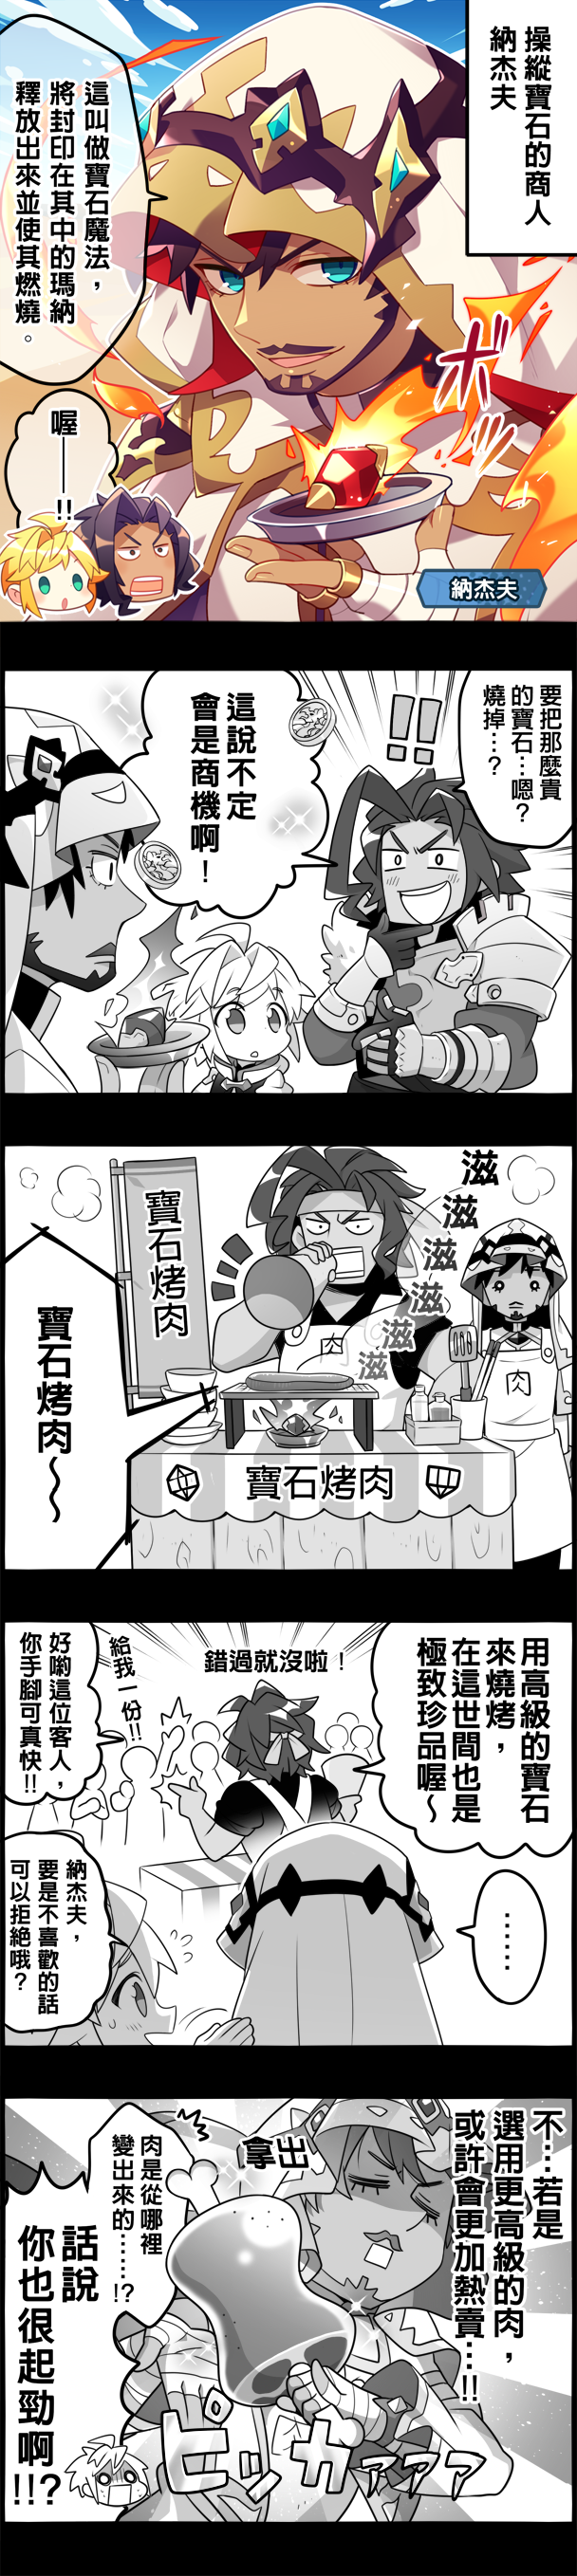 操縱寶石的商人
納杰夫
這叫做寶石魔法，
將封印在其中的瑪納
釋放出來並使其燃燒。
ボッ
喔——!!
納杰夫
要把那麼貴
的寶石…嗯？
燒掉…？
!!
這說不定
會是商機啊！
滋滋滋滋滋滋
寶石烤肉
肉
肉
寶石烤肉
寶石烤肉～
用高級的寶石
來燒烤，
在這世間也是
極致珍品喔～
錯過就沒啦！
給我一份!!
好喲這位客人，
你手腳可真快!!
……
納杰夫，
要是不喜歡的話
可以拒絕哦？
不…若是
選用更高級的肉，
或許會更加熱賣…!!
拿出
肉是從哪裡
變出來的……!?
話說
你也很起勁啊!!?
ピッカァァァ